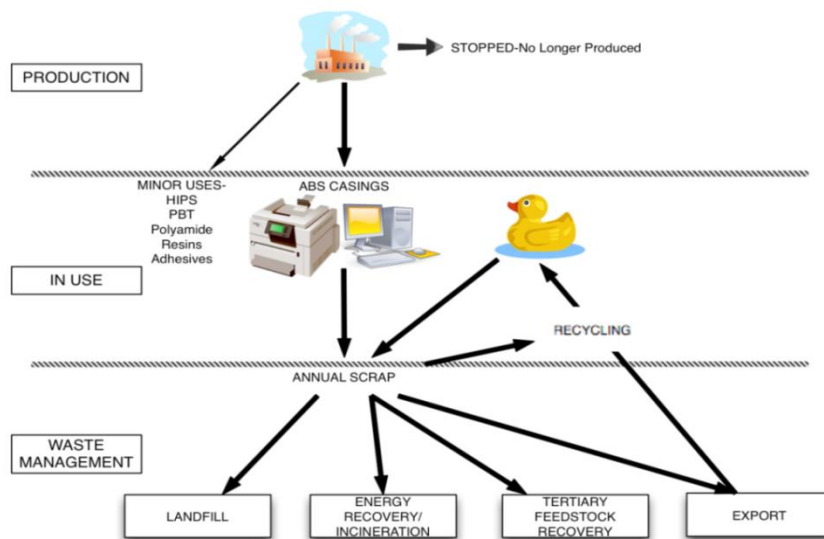 STOPPED-No Longer Produced
PRODUCTION
MINOR USES-
HIPS
PBT
Polyamide
Resins
Adhesives
ABS CASINGS
IN USE
RECYCLING
ANNUAL SCRAP
WASTE
MANAGEMENT
LANDFILL
ENERGY
RECOVERY/
INCINERATION
TERTIARY
FEEDSTOCK
RECOVERY
EXPORT